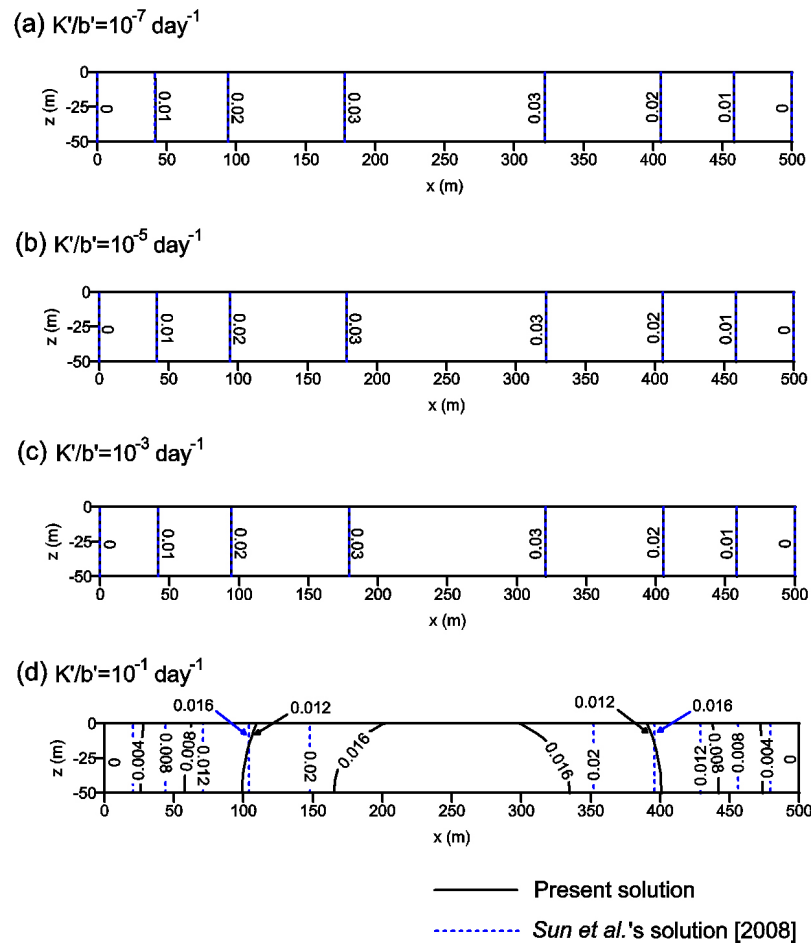 (a) K'/b'=10⁻⁷ day⁻¹
0
-25
-50
z (m)
0 0.01 0.02 0.03 0.03 0.02 0.01 0
0 50 100 150 200 250 300 350 400 450 500
x (m)
(b) K'/b'=10⁻⁵ day⁻¹
0
-25
-50
z (m)
0 0.01 0.02 0.03 0.03 0.02 0.01 0
0 50 100 150 200 250 300 350 400 450 500
x (m)
(c) K'/b'=10⁻³ day⁻¹
0
-25
-50
z (m)
0 0.01 0.02 0.03 0.03 0.02 0.01 0
0 50 100 150 200 250 300 350 400 450 500
x (m)
(d) K'/b'=10⁻¹ day⁻¹
0.016 0.012 0.012 0.016
0
-25
-50
z (m)
0 0.004 0.008 0.008 0.012 0.02 0.016 0.016 0.02 0.012 0.008 0.008 0.004 0
0 50 100 150 200 250 300 350 400 450 500
x (m)
Present solution
Sun et al.'s solution [2008]